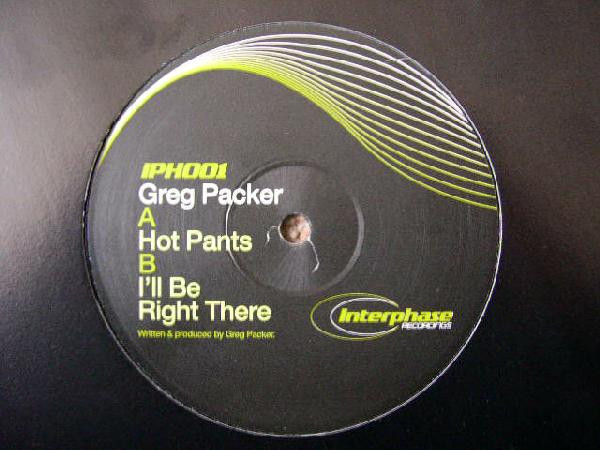 IPH001
Greg Packer
A
Hot Pants
B
I'll Be
Right There
Written & produced by Greg Packer.
Interphase
RECORDINGS